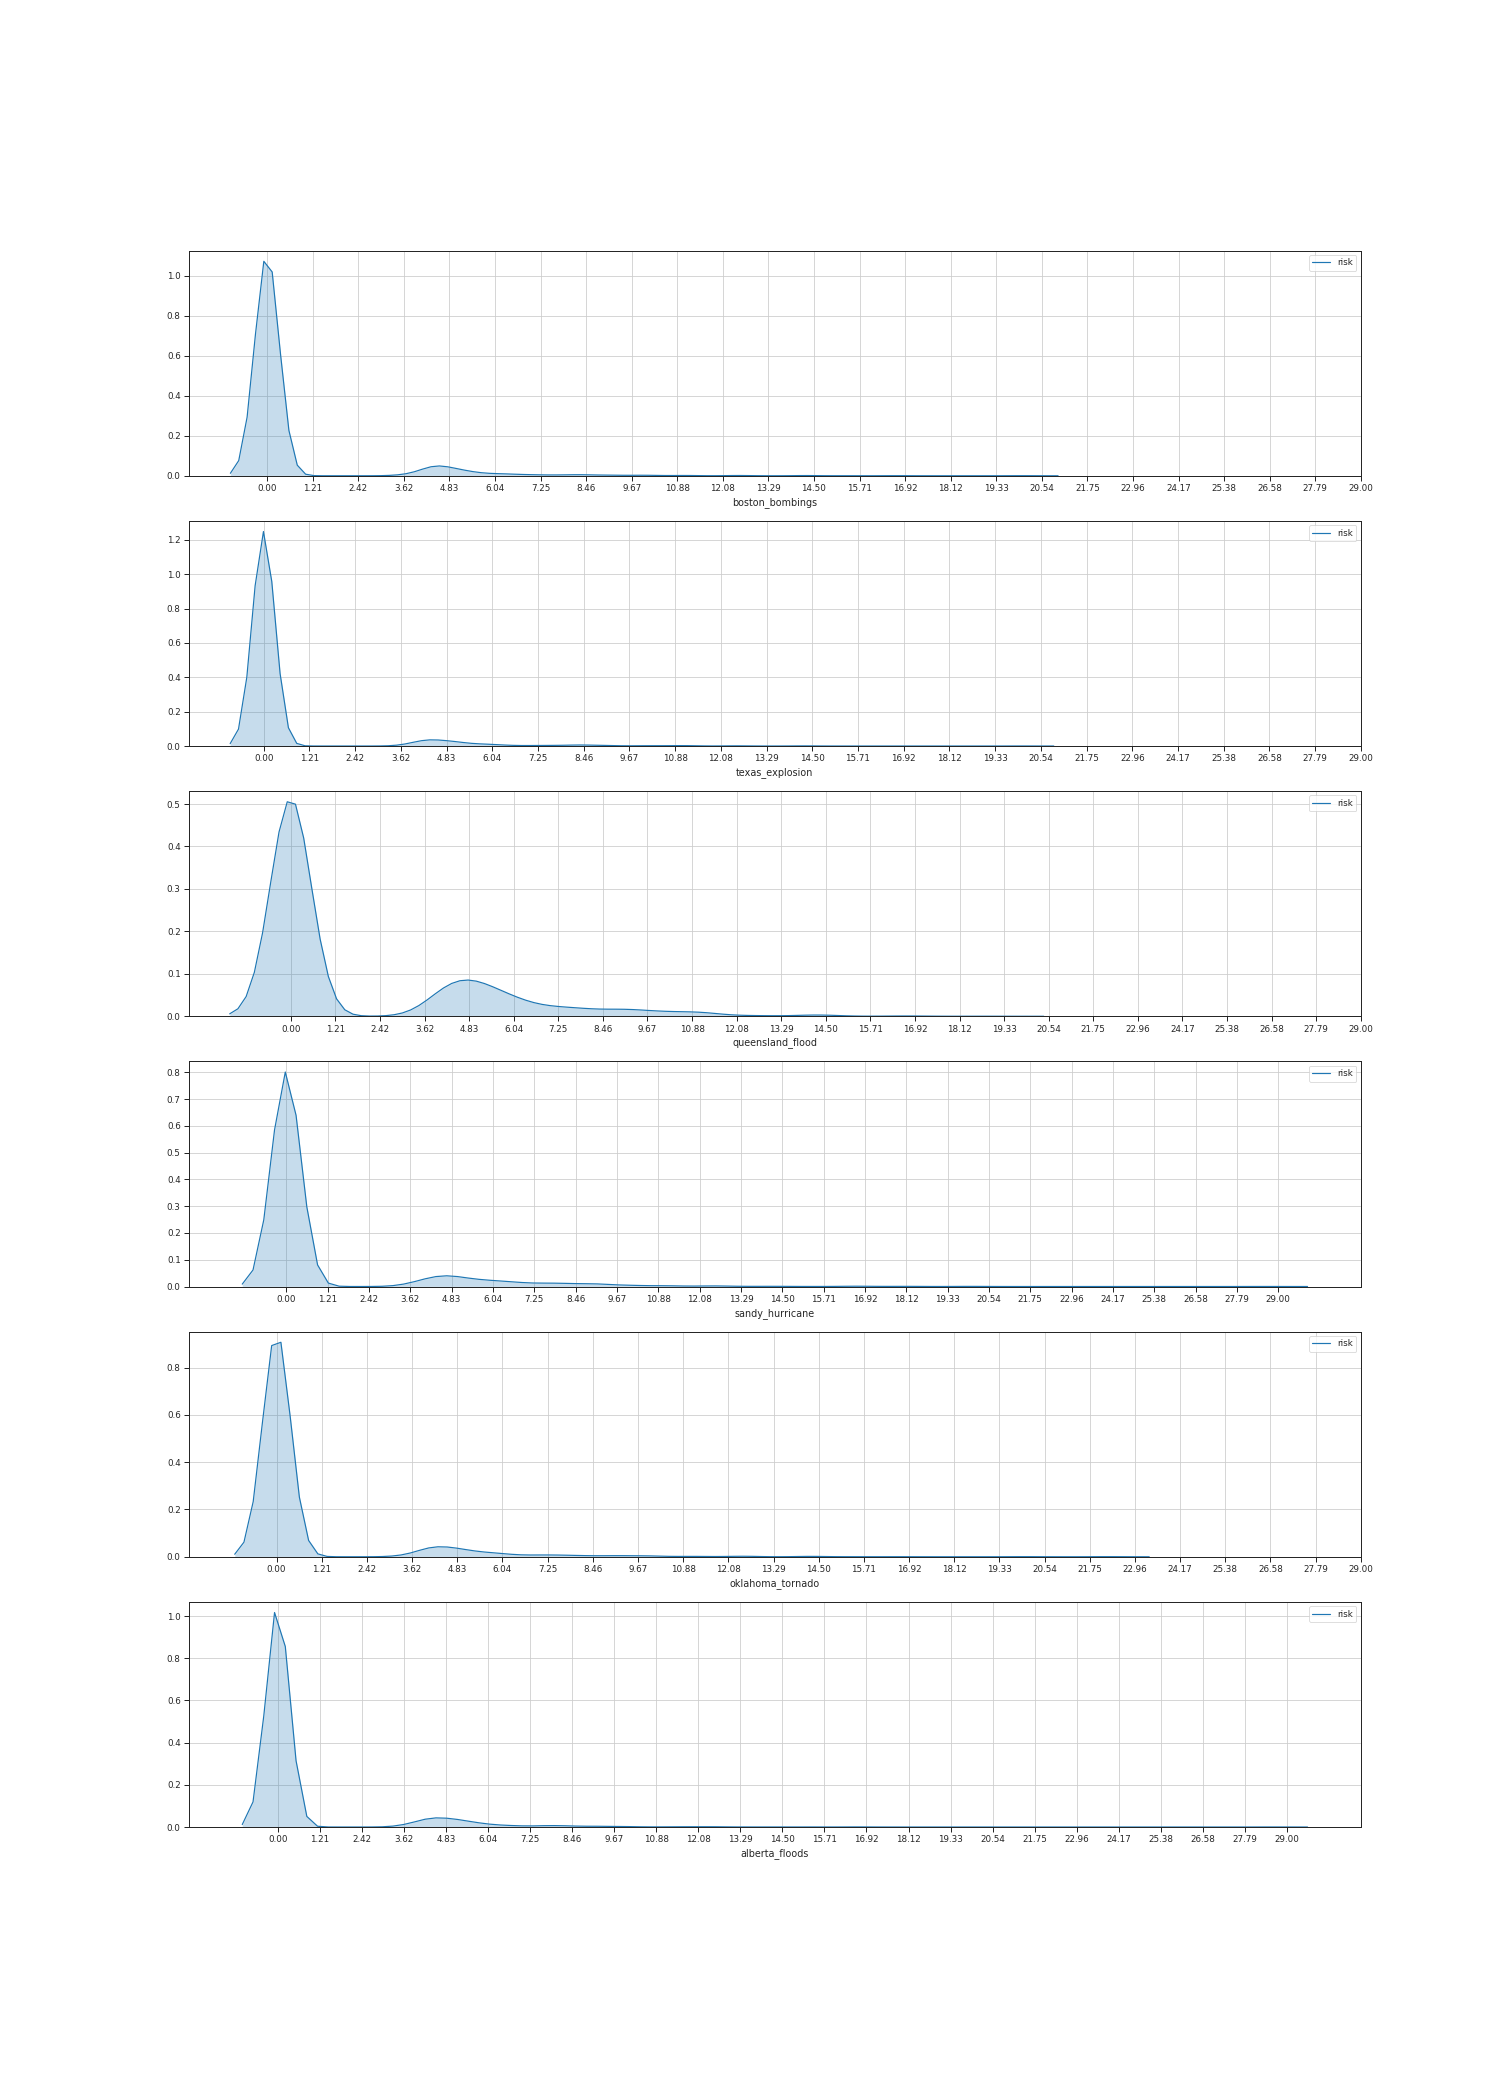 risk
1.0
0.8
0.6
0.4
0.2
0.0
0.00 1.21 2.42 3.62 4.83 6.04 7.25 8.46 9.67 10.88 12.08 13.29 14.50 15.71 16.92 18.12 19.33 20.54 21.75 22.96 24.17 25.38 26.58 27.79 29.00
boston_bombings
risk
1.2
1.0
0.8
0.6
0.4
0.2
0.0
0.00 1.21 2.42 3.62 4.83 6.04 7.25 8.46 9.67 10.88 12.08 13.29 14.50 15.71 16.92 18.12 19.33 20.54 21.75 22.96 24.17 25.38 26.58 27.79 29.00
texas_explosion
risk
0.5
0.4
0.3
0.2
0.1
0.0
0.00 1.21 2.42 3.62 4.83 6.04 7.25 8.46 9.67 10.88 12.08 13.29 14.50 15.71 16.92 18.12 19.33 20.54 21.75 22.96 24.17 25.38 26.58 27.79 29.00
queensland_flood
risk
0.8
0.7
0.6
0.5
0.4
0.3
0.2
0.1
0.0
0.00 1.21 2.42 3.62 4.83 6.04 7.25 8.46 9.67 10.88 12.08 13.29 14.50 15.71 16.92 18.12 19.33 20.54 21.75 22.96 24.17 25.38 26.58 27.79 29.00
sandy_hurricane
risk
0.8
0.6
0.4
0.2
0.0
0.00 1.21 2.42 3.62 4.83 6.04 7.25 8.46 9.67 10.88 12.08 13.29 14.50 15.71 16.92 18.12 19.33 20.54 21.75 22.96 24.17 25.38 26.58 27.79 29.00
oklahoma_tornado
risk
1.0
0.8
0.6
0.4
0.2
0.0
0.00 1.21 2.42 3.62 4.83 6.04 7.25 8.46 9.67 10.88 12.08 13.29 14.50 15.71 16.92 18.12 19.33 20.54 21.75 22.96 24.17 25.38 26.58 27.79 29.00
alberta_floods